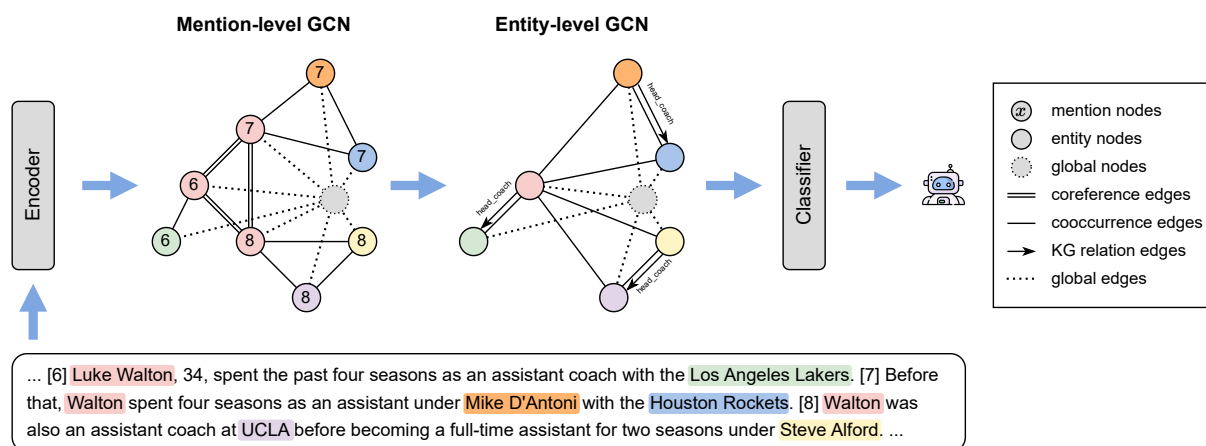 Mention-level GCN
Entity-level GCN
Encoder
7
7
7
6
6
8
8
8
head_coach
head_coach
head_coach
Classifier
x mention nodes
entity nodes
global nodes
coreference edges
cooccurrence edges
KG relation edges
global edges
... [6] Luke Walton, 34, spent the past four seasons as an assistant coach with the Los Angeles Lakers. [7] Before
that, Walton spent four seasons as an assistant under Mike D'Antoni with the Houston Rockets. [8] Walton was
also an assistant coach at UCLA before becoming a full-time assistant for two seasons under Steve Alford. ...